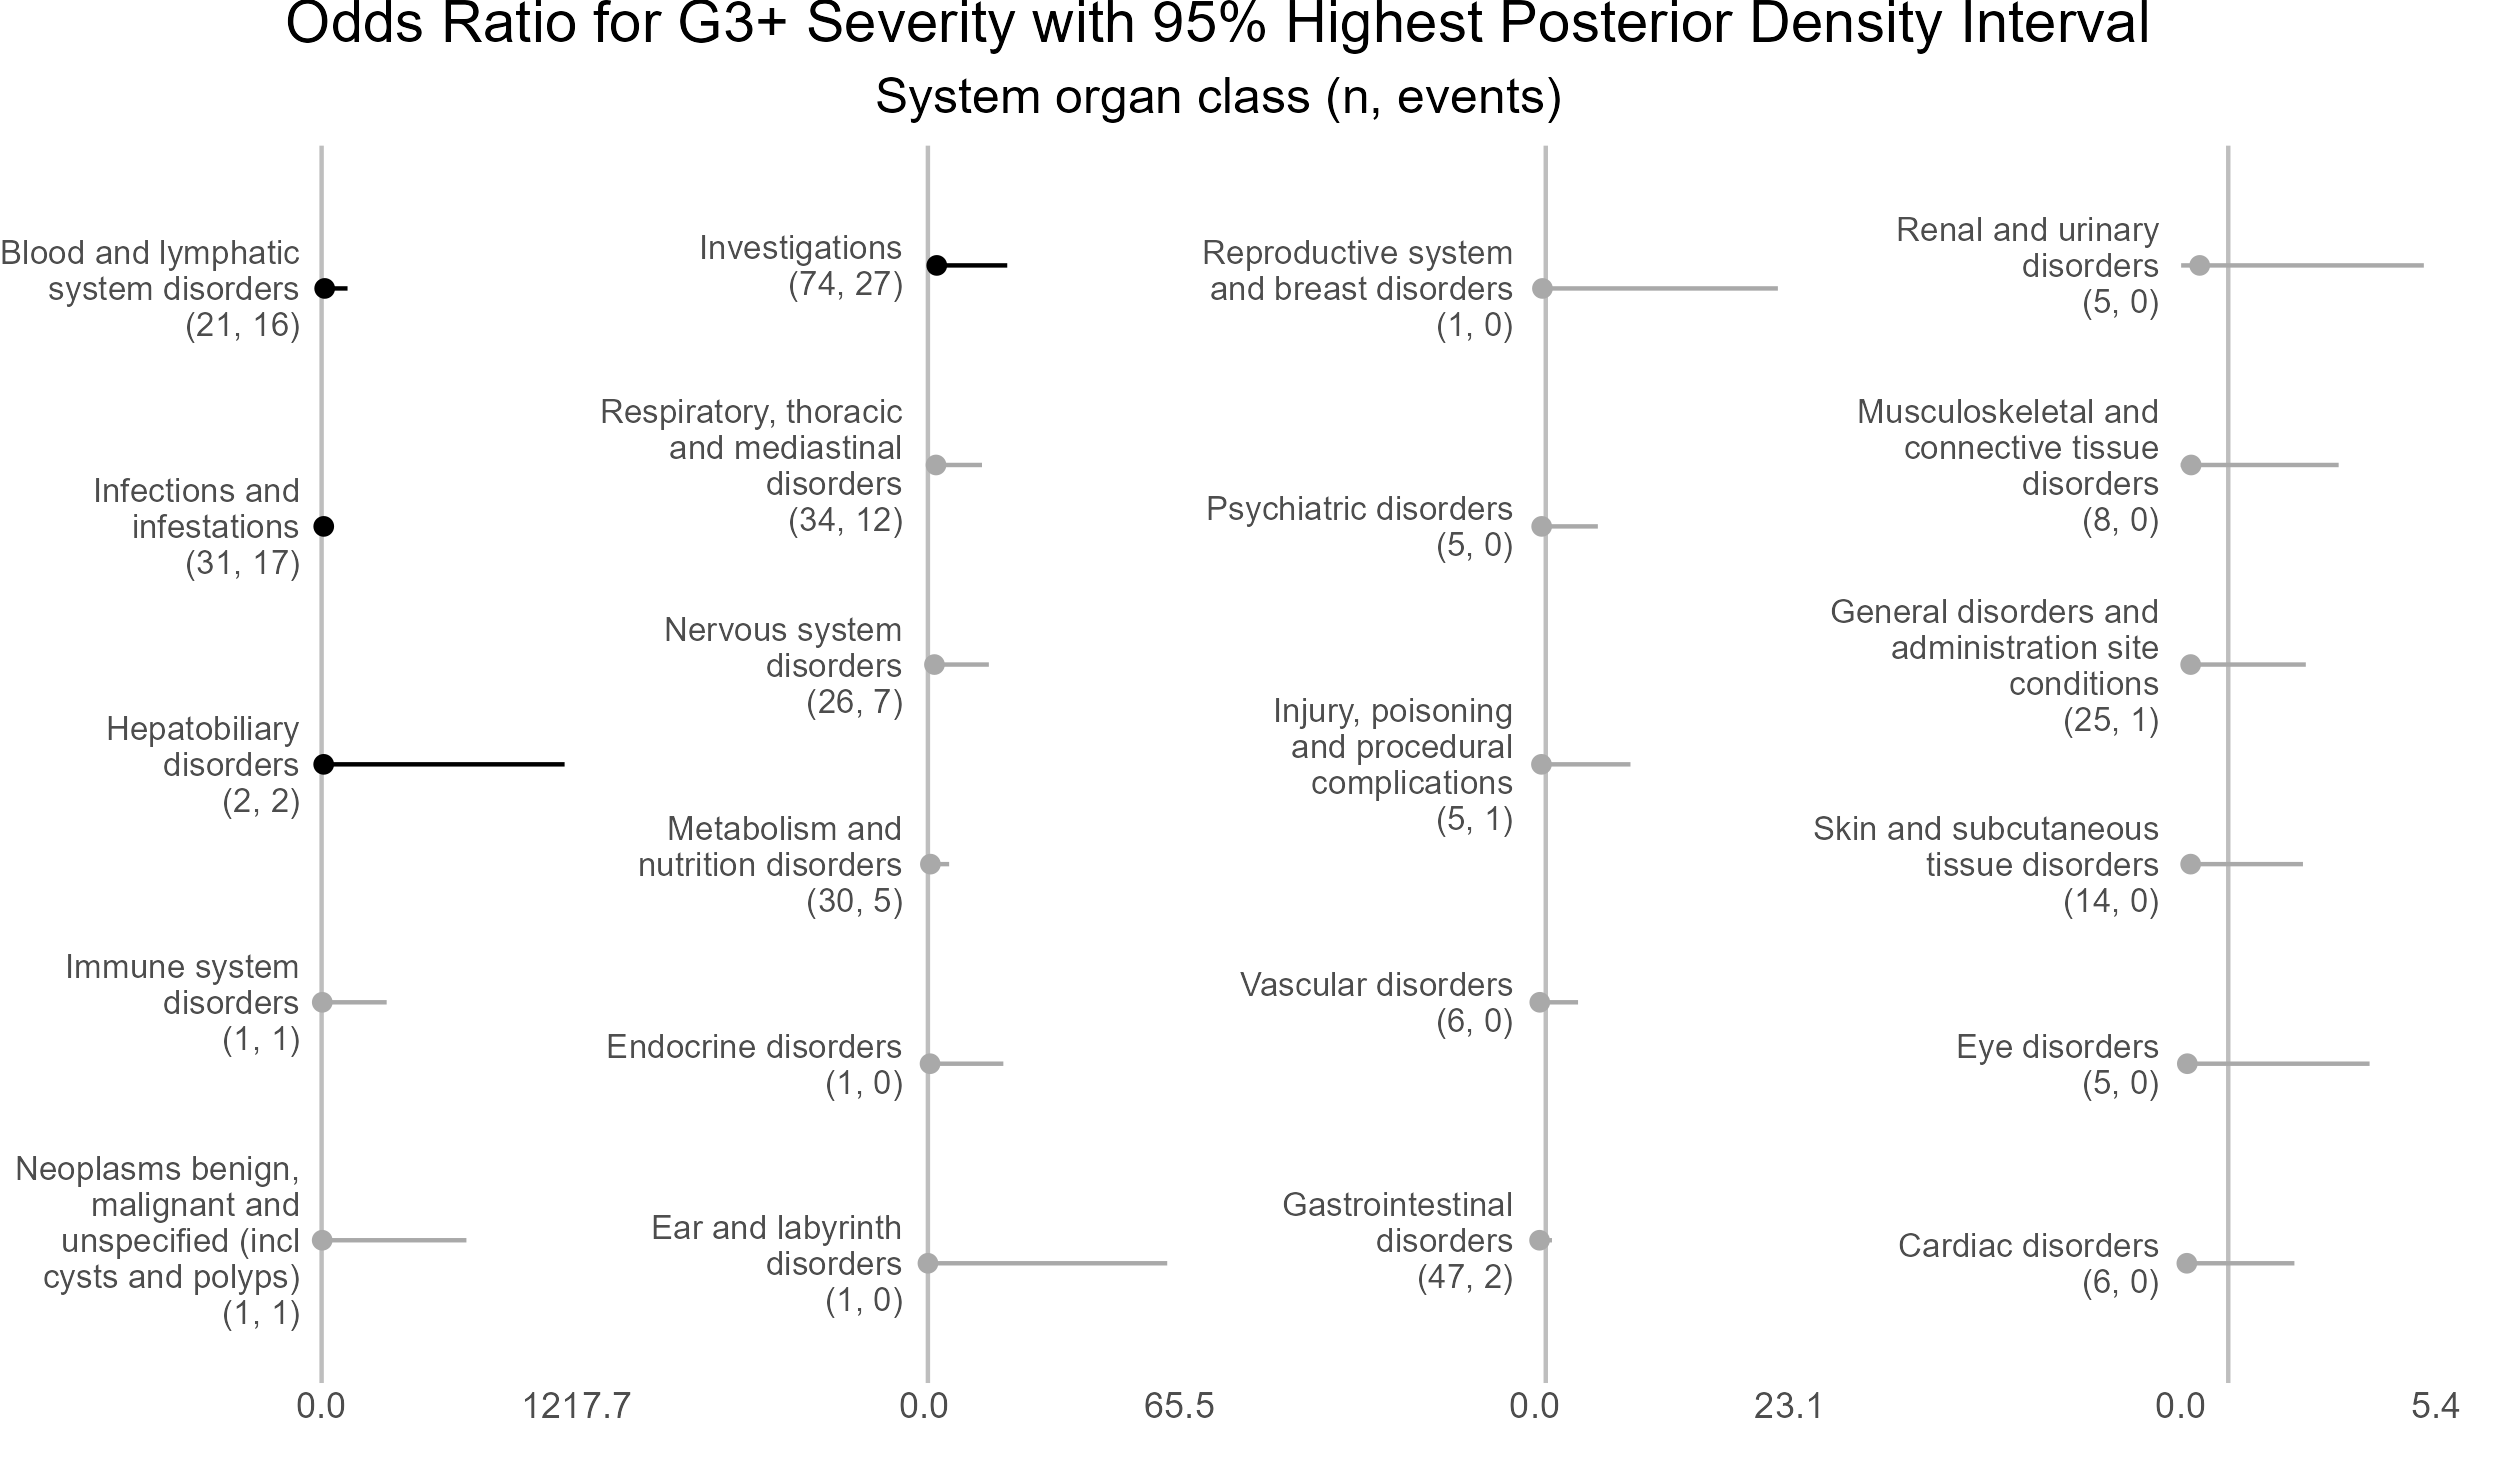 Odds Ratio for G3+ Severity with 95% Highest Posterior Density Interval
System organ class (n, events)
Blood and lymphatic
system disorders
(21, 16)
Infections and
infestations
(31, 17)
Hepatobiliary
disorders
(2, 2)
Immune system
disorders
(1, 1)
Neoplasms benign,
malignant and
unspecified (incl
cysts and polyps)
(1, 1)
0.0
1217.7
Investigations
(74, 27)
Respiratory, thoracic
and mediastinal
disorders
(34, 12)
Nervous system
disorders
(26, 7)
Metabolism and
nutrition disorders
(30, 5)
Endocrine disorders
(1, 0)
Ear and labyrinth
disorders
(1, 0)
0.0
65.5
Reproductive system
and breast disorders
(1, 0)
Psychiatric disorders
(5, 0)
Injury, poisoning
and procedural
complications
(5, 1)
Vascular disorders
(6, 0)
Gastrointestinal
disorders
(47, 2)
0.0
23.1
Renal and urinary
disorders
(5, 0)
Musculoskeletal and
connective tissue
disorders
(8, 0)
General disorders and
administration site
conditions
(25, 1)
Skin and subcutaneous
tissue disorders
(14, 0)
Eye disorders
(5, 0)
Cardiac disorders
(6, 0)
0.0
5.4